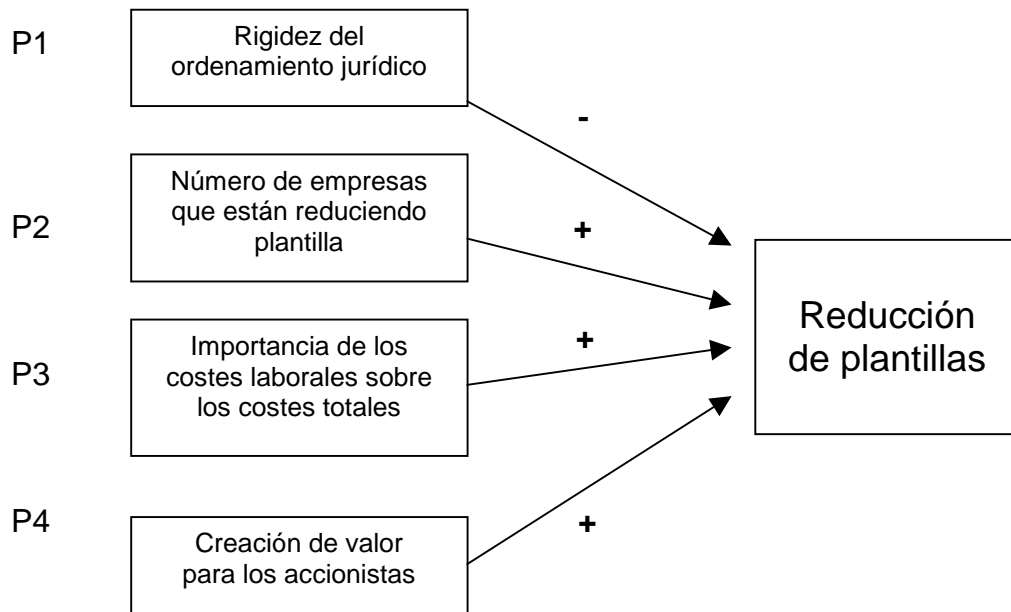 P1
Rigidez del
ordenamiento jurídico
-
P2
Número de empresas
que están reduciendo
plantilla
+
P3
Importancia de los
costes laborales sobre
los costes totales
+
P4
Creación de valor
para los accionistas
+
Reducción
de plantillas